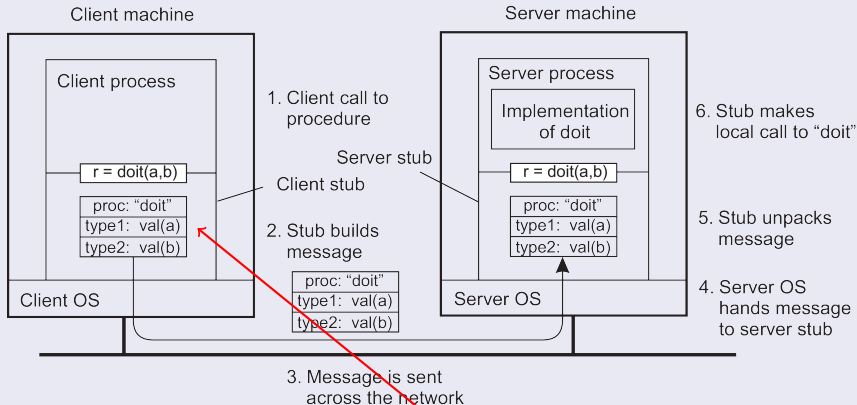 Client machine
Server machine
Client process
Server process
1. Client call to
procedure
Implementation
of doit
6. Stub makes
local call to “doit”
Server stub
r = doit(a,b)
r = doit(a,b)
Client stub
proc: “doit”
type1: val(a)
type2: val(b)
2. Stub builds
message
proc: “doit”
type1: val(a)
type2: val(b)
proc: “doit”
type1: val(a)
type2: val(b)
5. Stub unpacks
message
Client OS
Server OS
4. Server OS
hands message
to server stub
3. Message is sent
across the network